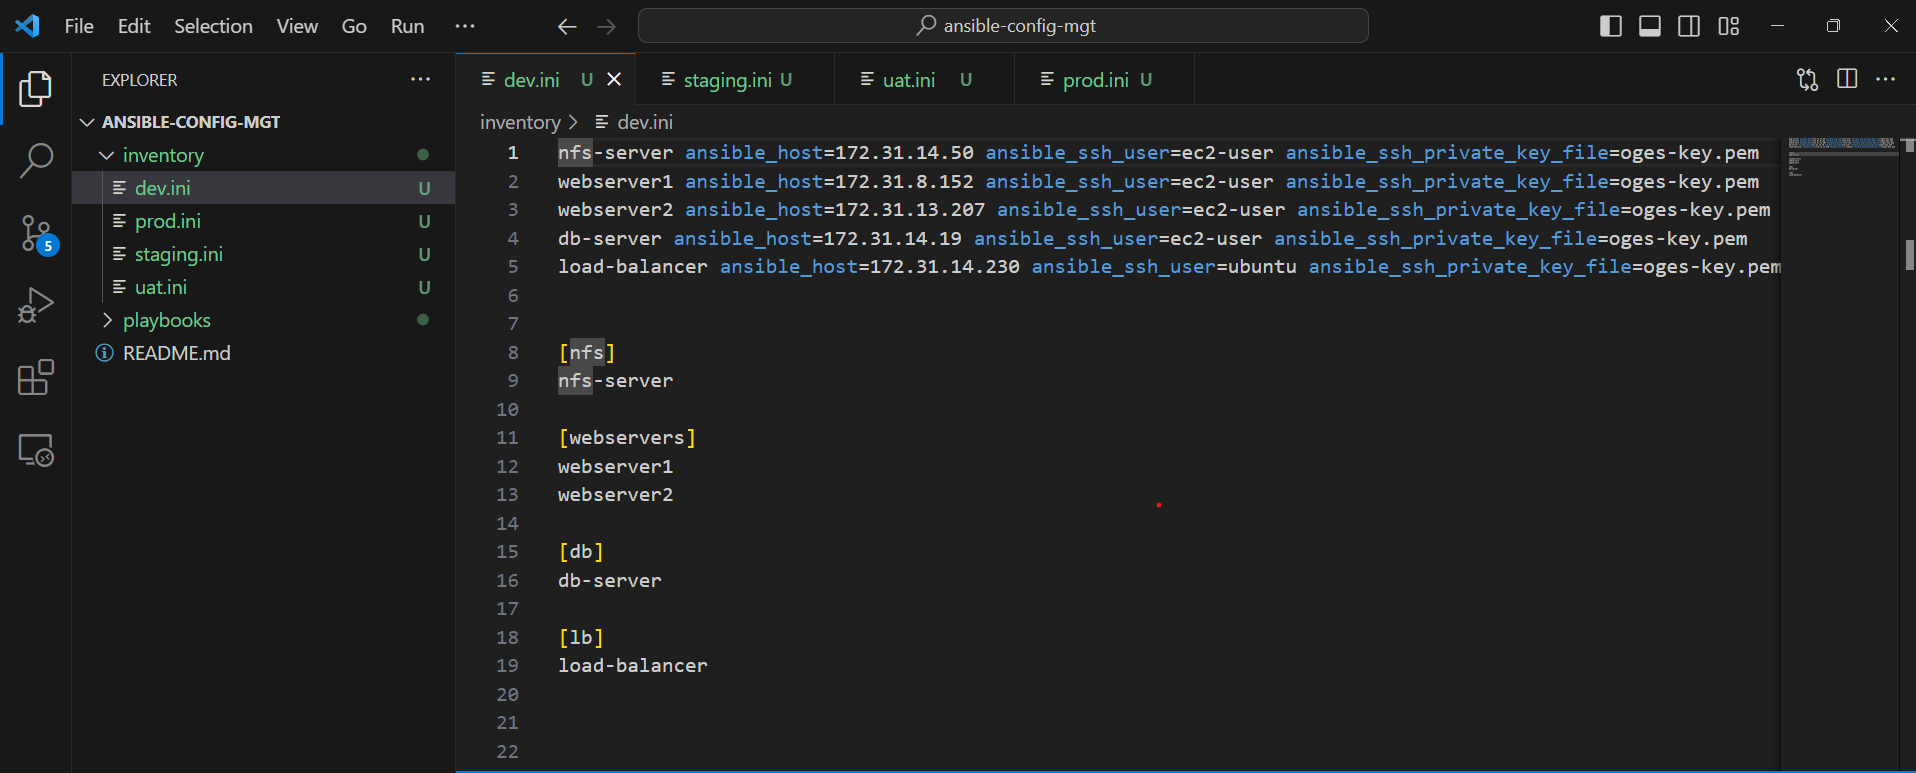 File Edit Selection View Go Run ··· ansible-config-mgt
EXPLORER ···
ANSIBLE-CONFIG-MGT
inventory
dev.ini U
prod.ini U
staging.ini U
uat.ini U
playbooks
README.md
5
dev.ini U staging.ini U uat.ini U prod.ini U ···
inventory > dev.ini
1 nfs-server ansible_host=172.31.14.50 ansible_ssh_user=ec2-user ansible_ssh_private_key_file=oges-key.pem
2 webserver1 ansible_host=172.31.8.152 ansible_ssh_user=ec2-user ansible_ssh_private_key_file=oges-key.pem
3 webserver2 ansible_host=172.31.13.207 ansible_ssh_user=ec2-user ansible_ssh_private_key_file=oges-key.pem
4 db-server ansible_host=172.31.14.19 ansible_ssh_user=ec2-user ansible_ssh_private_key_file=oges-key.pem
5 load-balancer ansible_host=172.31.14.230 ansible_ssh_user=ubuntu ansible_ssh_private_key_file=oges-key.pem
6
7
8 [nfs]
9 nfs-server
10
11 [webservers]
12 webserver1
13 webserver2
14
15 [db]
16 db-server
17
18 [lb]
19 load-balancer
20
21
22